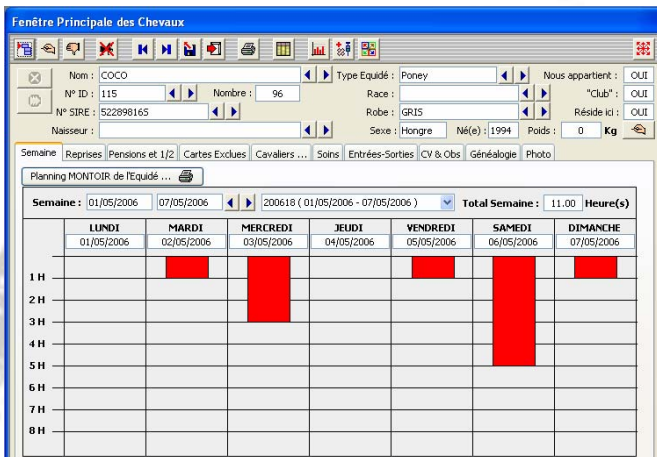 Fenêtre Principale des Chevaux
Nom : COCO Type Equidé : Poney Nous appartient : OUI
N° ID : 115 Nombre : 96 Race : "Club" : OUI
N° SIRE : 522898165 Robe : GRIS Réside ici : OUI
Naisseur : Sexe : Hongre Né(e) : 1994 Poids : 0 Kg
Semaine Reprises Pensions et 1/2 Cartes Exclues Cavaliers ... Soins Entrées-Sorties CV & Obs Généalogie Photo
Planning MONTOIR de l'Equidé ...
Semaine : 01/05/2006 07/05/2006 200618 ( 01/05/2006 - 07/05/2006 ) Total Semaine : 11.00 Heure(s)
LUNDI MARDI MERCREDI JEUDI VENDREDI SAMEDI DIMANCHE
01/05/2006 02/05/2006 03/05/2006 04/05/2006 05/05/2006 06/05/2006 07/05/2006
1 H
2 H
3 H
4 H
5 H
6 H
7 H
8 H